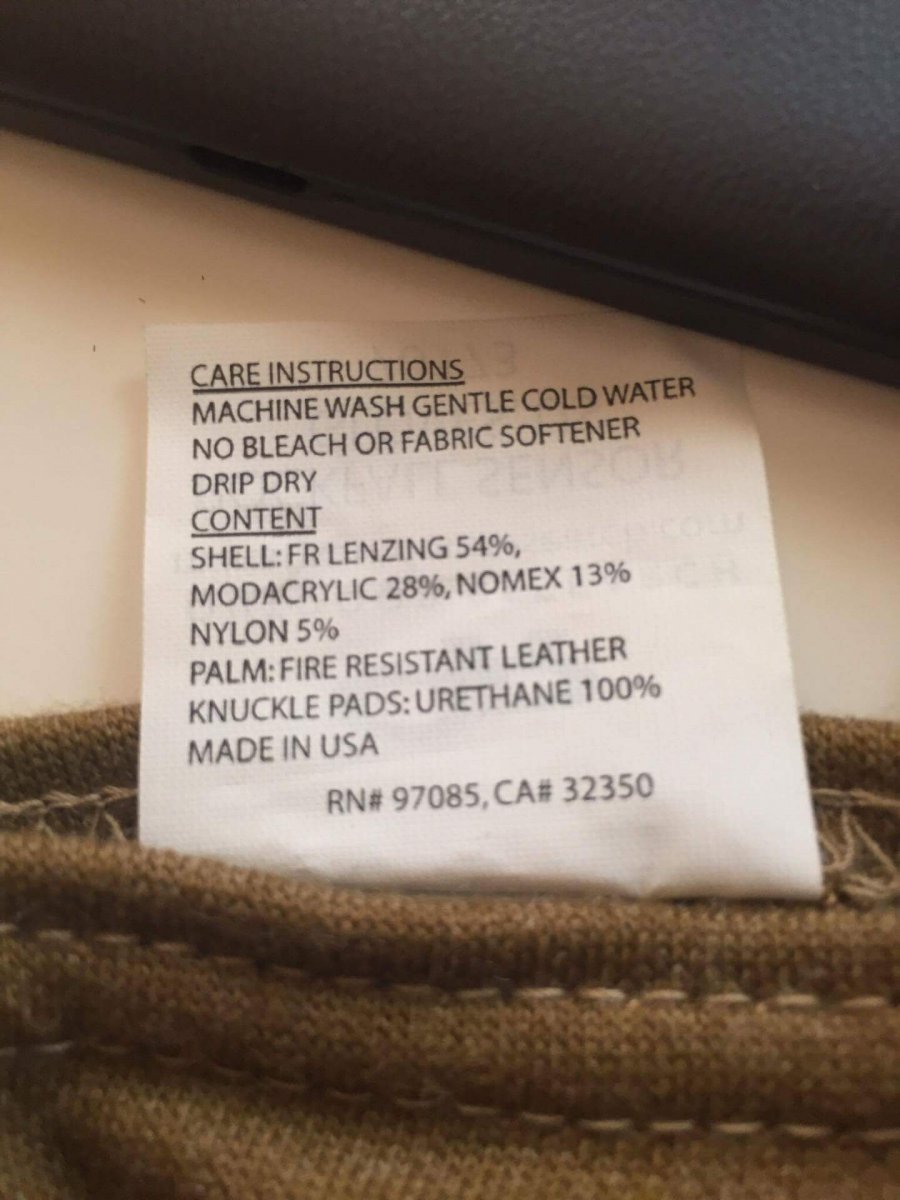 CARE INSTRUCTIONS
MACHINE WASH GENTLE COLD WATER
NO BLEACH OR FABRIC SOFTENER
DRIP DRY
CONTENT
SHELL: FR LENZING 54%,
MODACRYLIC 28%, NOMEX 13%
NYLON 5%
PALM: FIRE RESISTANT LEATHER
KNUCKLE PADS: URETHANE 100%
MADE IN USA
RN# 97085, CA# 32350